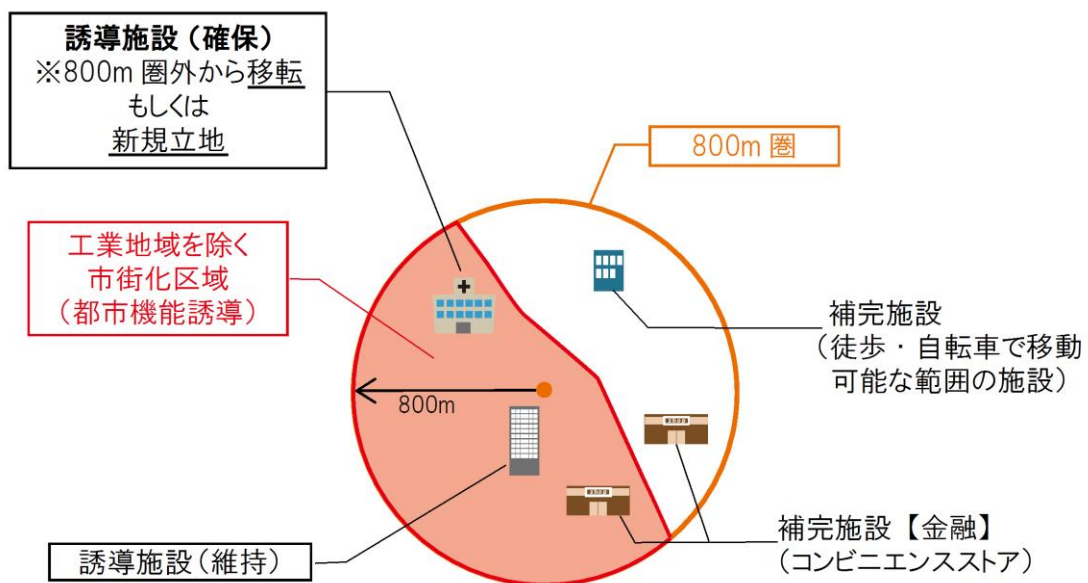 誘導施設（確保）
※800m 圏外から移転
もしくは
新規立地
800m 圏
工業地域を除く
市街化区域
（都市機能誘導）
補完施設
（徒歩・自転車で移動
可能な範囲の施設）
800m
補完施設【金融】
（コンビニエンスストア）
誘導施設（維持）